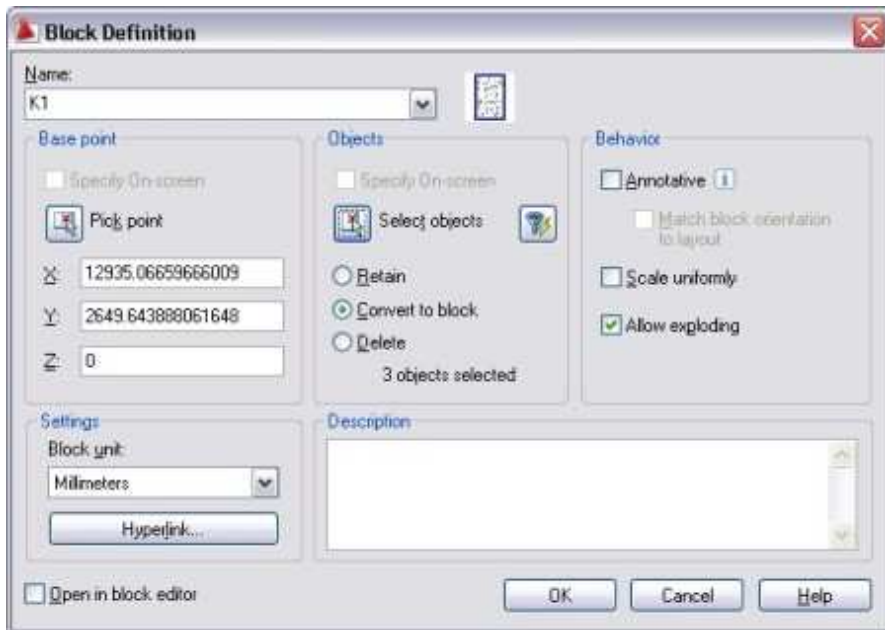 Block Definition
Name:
K1
Base point
Specify On-screen
Pick point
X: 12935.06659666009
Y: 2649.643888061648
Z: 0
Objects
Specify On-screen
Select objects
Retain
Convert to block
Delete
3 objects selected
Behavior
Annotative
Match block orientation
to layout
Scale uniformly
Allow exploding
Settings
Block unit:
Millimeters
Hyperlink...
Description
Open in block editor
OK
Cancel
Help